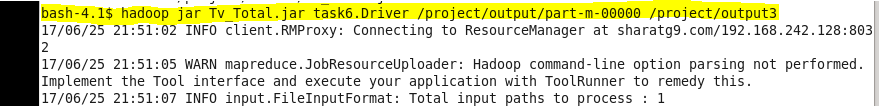 bash-4.1$ hadoop jar Tv_Total.jar task6.Driver /project/output/part-m-00000 /project/output3
17/06/25 21:51:02 INFO client.RMProxy: Connecting to ResourceManager at sharatg9.com/192.168.242.128:803
2
17/06/25 21:51:05 WARN mapreduce.JobResourceUploader: Hadoop command-line option parsing not performed.
Implement the Tool interface and execute your application with ToolRunner to remedy this.
17/06/25 21:51:07 INFO input.FileInputFormat: Total input paths to process : 1